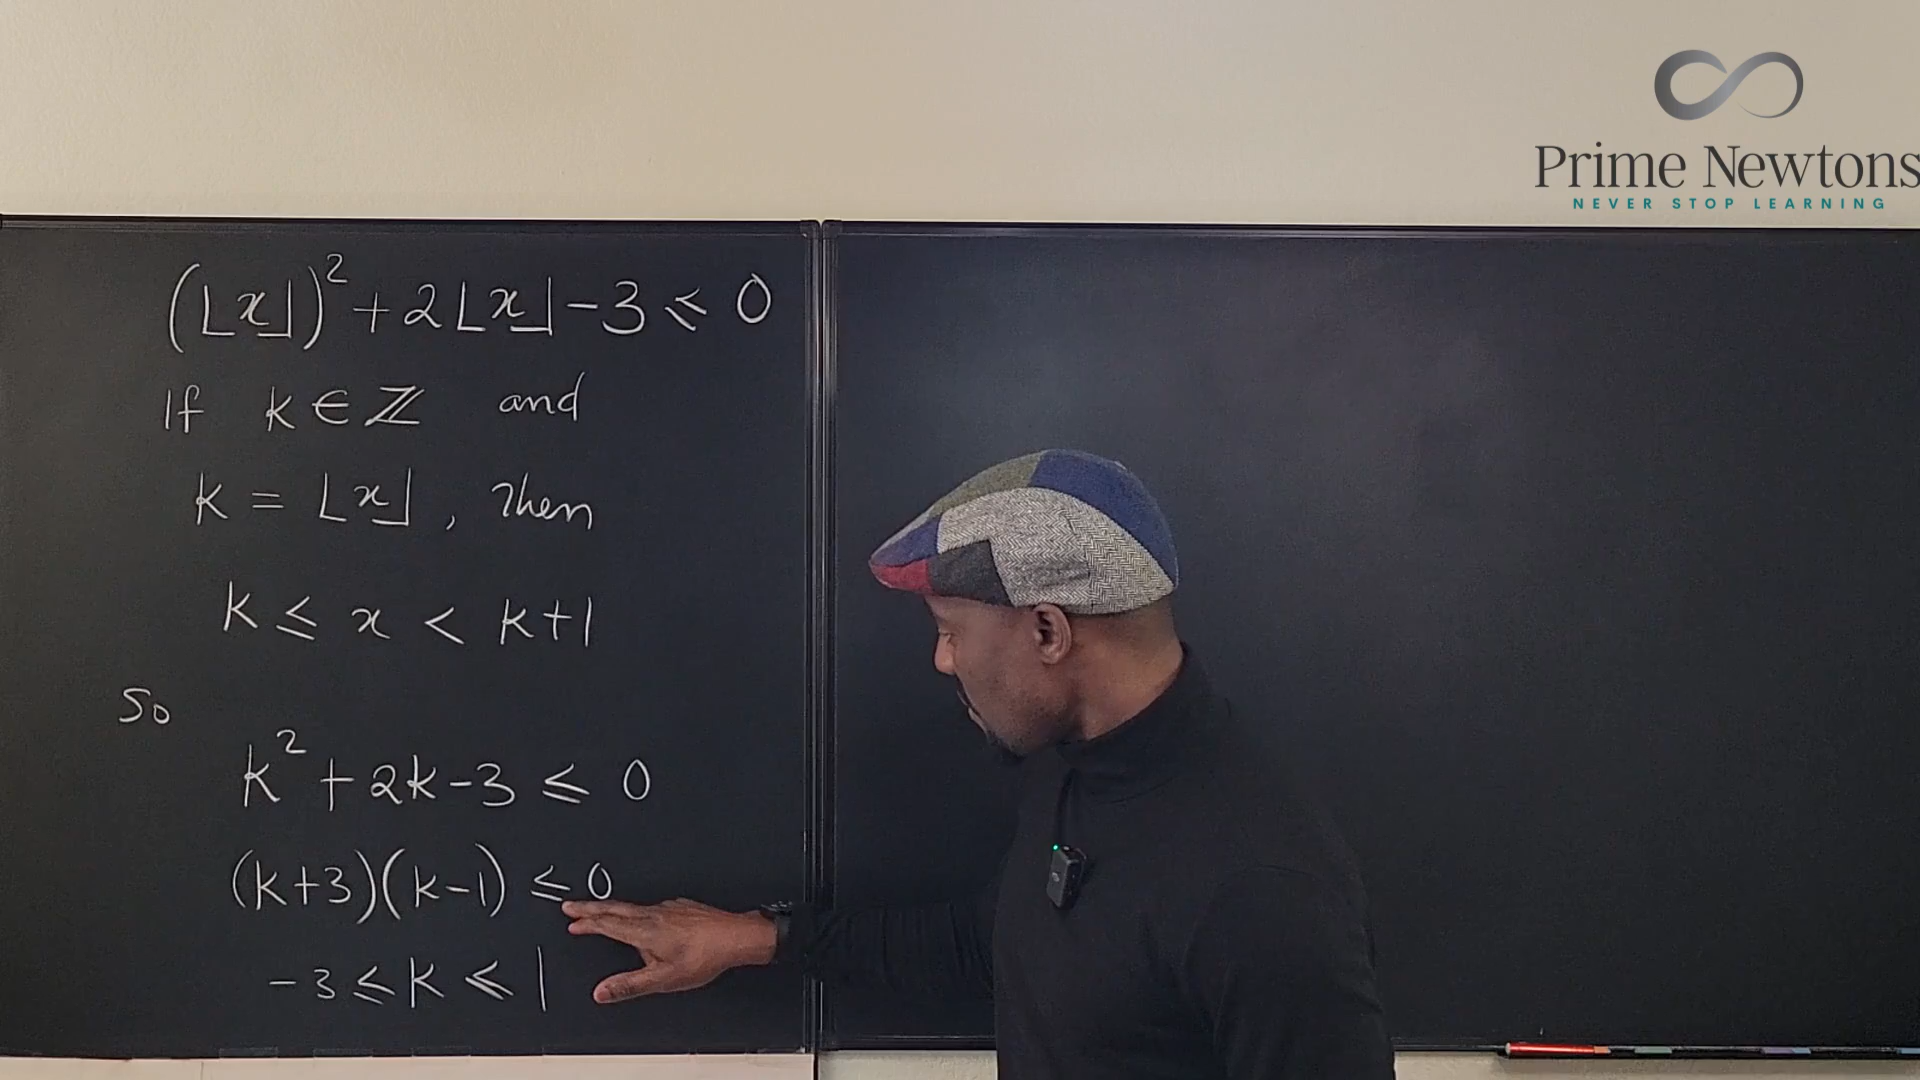 Prime Newtons
NEVER STOP LEARNING
(⌊x⌋)² + 2⌊x⌋ - 3 ≤ 0
If k ∈ ℤ and
k = ⌊x⌋, then
k ≤ x < k+1
So
k² + 2k - 3 ≤ 0
(k+3)(k-1) ≤ 0
-3 ≤ k ≤ 1